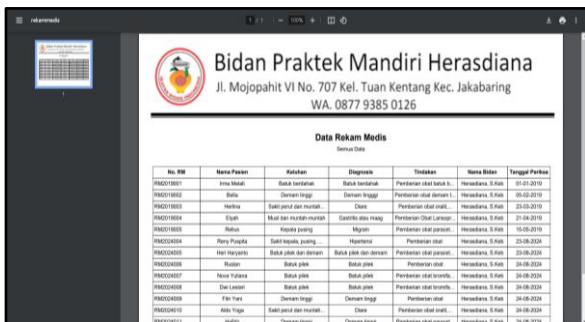 rekammedis
1 / 1 100%
Bidan Praktek Mandiri Herasdiana
Jl. Mojopahit VI No. 707 Kel. Tuan Kentang Kec. Jakabaring
WA. 0877 9385 0126
Data Rekam Medis
Semua Data
No. RM Nama Pasien Keluhan Diagnosis Tindakan Nama Bidan Tanggal Periksa
RM2019001 Irma Melati Batuk berdahak Batuk berdahak Pemberian obat batuk b... Herasdiana, S.Keb 01-01-2019
RM2019002 Bella Demam tinggi Demam tinggi Pemberian obat demam t... Herasdiana, S.Keb 05-02-2019
RM2019003 Herlina Sakit perut dan muntah... Diare Pemberian obat oralit,... Herasdiana, S.Keb 23-03-2019
RM2019004 Elyah Mual dan muntah-muntah Gastritis atau maag Pemberian Obat Lansopr... Herasdiana, S.Keb 21-04-2019
RM2019005 Retius Kepala pusing Migrain Pemberian obat paracet... Herasdiana, S.Keb 15-05-2019
RM2024004 Reny Puspita Sakit kepala, pusing, ... Hipertensi Pemberian obat Herasdiana, S.Keb 23-08-2024
RM2024005 Heri Haryanto Batuk pilek dan demam Batuk pilek dan demam Pemberian obat paracet... Herasdiana, S.Keb 23-08-2024
RM2024006 Ruslan Batuk pilek Batuk pilek Pemberian obat Herasdiana, S.Keb 24-08-2024
RM2024007 Nova Yuliana Batuk pilek Batuk pilek Pemberian obat bromife... Herasdiana, S.Keb 24-08-2024
RM2024008 Dwi Lestari Batuk pilek Batuk pilek Pemberian obat bromife... Herasdiana, S.Keb 24-08-2024
RM2024009 Fitri Yani Demam tinggi Demam tinggi Pemberian obat Herasdiana, S.Keb 24-08-2024
RM2024010 Aldo Yoga Sakit perut dan muntah... Diare Pemberian obat oralit,... Herasdiana, S.Keb 24-08-2024